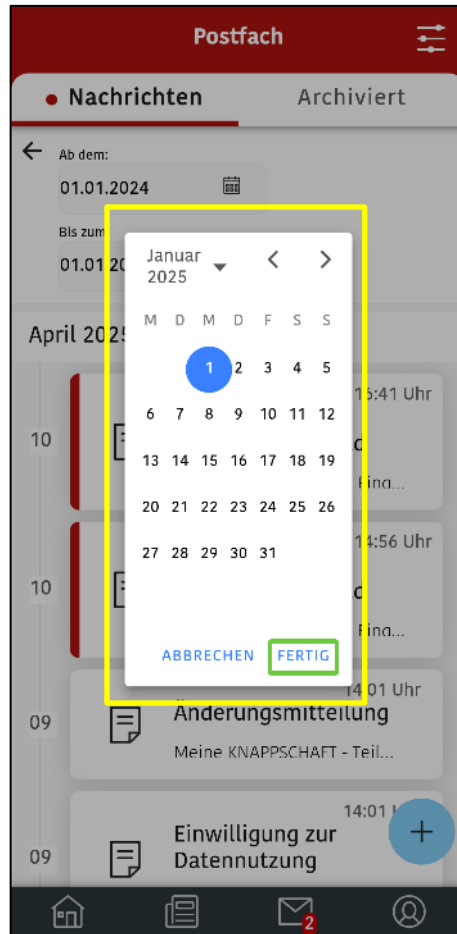 Postfach
Nachrichten Archiviert
Ab dem:
01.01.2024
Bis zum
01.01.20
Januar
2025
M D M D F S S
1 2 3 4 5
6 7 8 9 10 11 12
13 14 15 16 17 18 19
20 21 22 23 24 25 26
27 28 29 30 31
ABBRECHEN FERTIG
April 2025
16:41 Uhr
10
d
Fina...
14:56 Uhr
10
d
Fina...
14:01 Uhr
09
Änderungsmitteilung
Meine KNAPPSCHAFT - Teil...
14:01
Einwilligung zur
09
Datennutzung
2